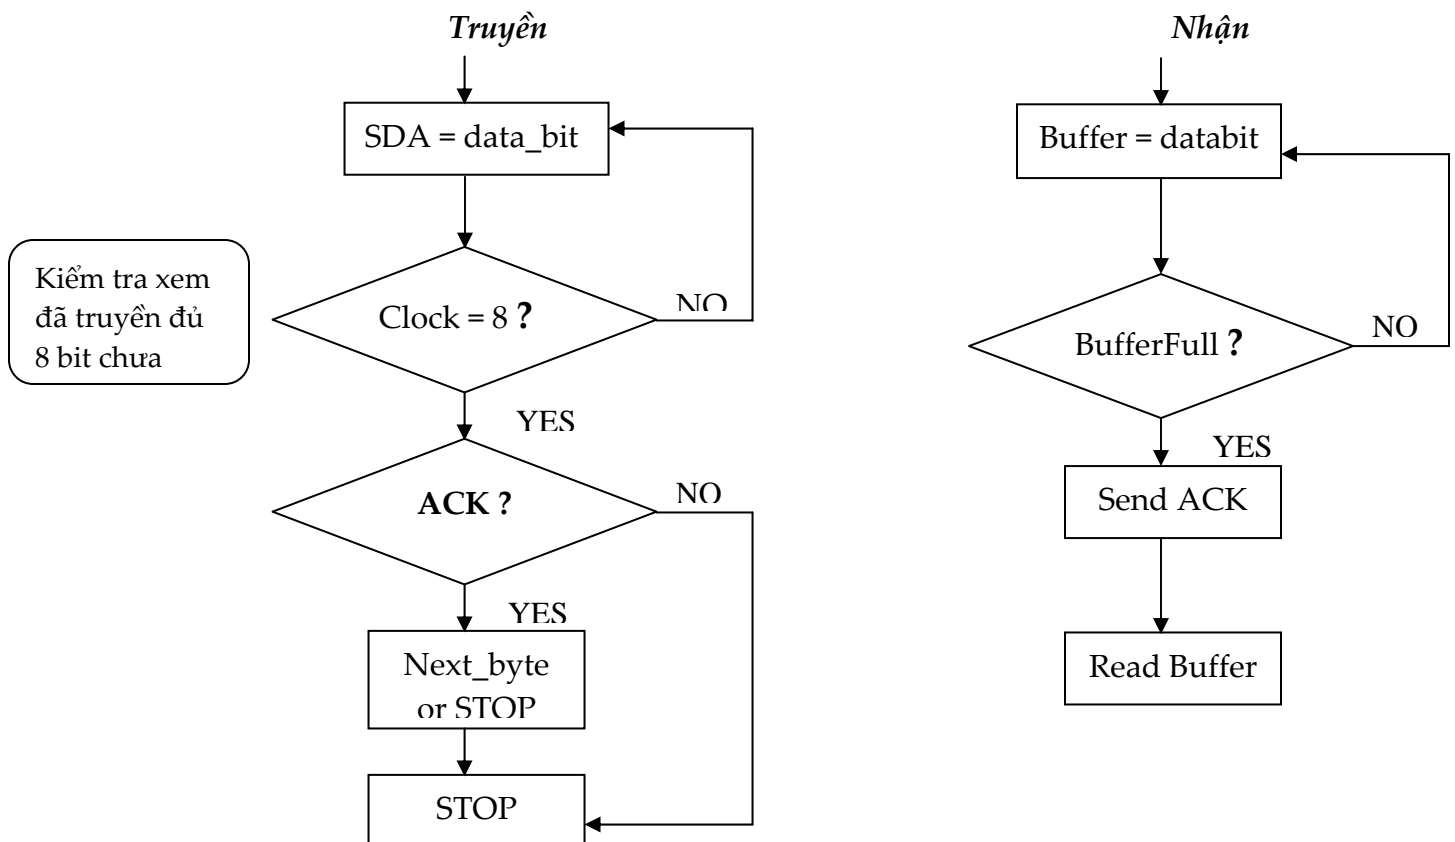 Truyền
SDA = data_bit
Kiểm tra xem
đã truyền đủ
8 bit chưa
Clock = 8 ?
NO
YES
ACK ?
NO
YES
Next_byte
or STOP
STOP
Nhận
Buffer = databit
BufferFull ?
NO
YES
Send ACK
Read Buffer